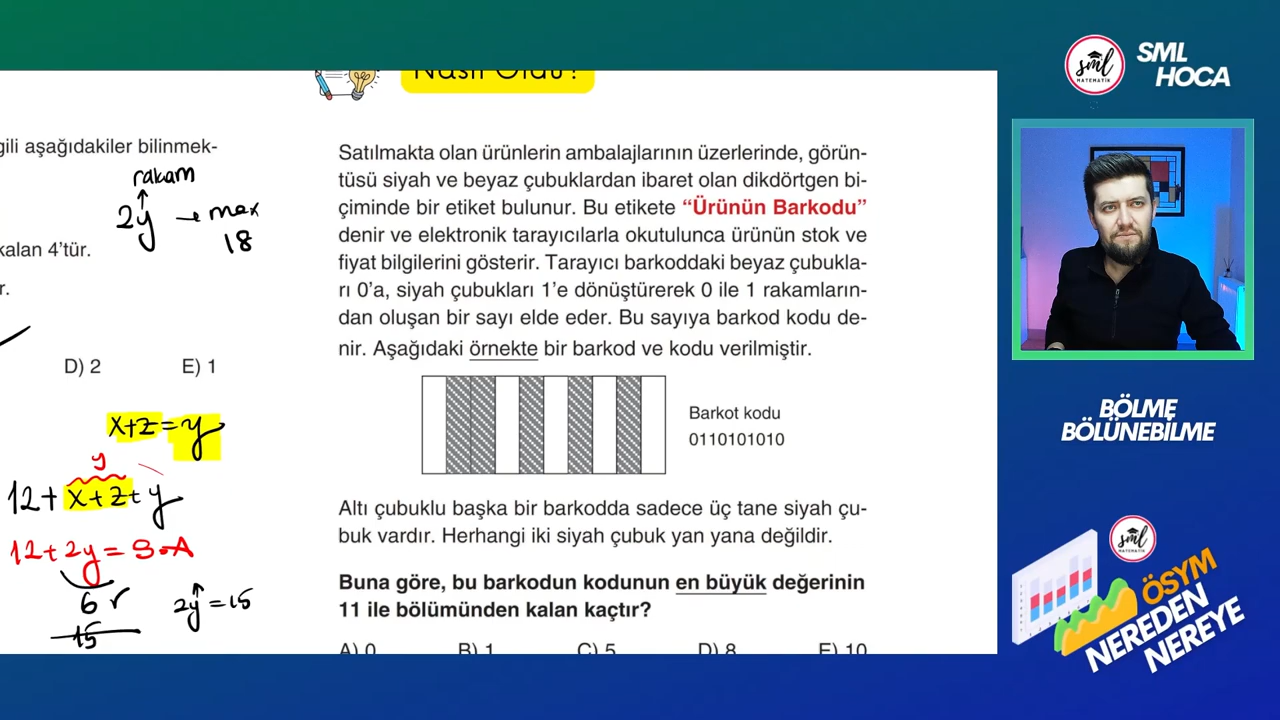 SML
HOCA
sml
MATEMATİK
Nasıl Oldu?
gili aşağıdakiler bilinmek-
rakam
2y → max
18
kalan 4'tür.
r.
D) 2 E) 1
x+z=y
y
12+x+z+y
12+2y=9.A
6 ✓
15
2y=15
Satılmakta olan ürünlerin ambalajlarının üzerlerinde, görün-
tüsü siyah ve beyaz çubuklardan ibaret olan dikdörtgen bi-
çiminde bir etiket bulunur. Bu etikete “Ürünün Barkodu”
denir ve elektronik tarayıcılarla okutulunca ürünün stok ve
fiyat bilgilerini gösterir. Tarayıcı barkoddaki beyaz çubukla-
rı 0’a, siyah çubukları 1’e dönüştürerek 0 ile 1 rakamların-
dan oluşan bir sayı elde eder. Bu sayıya barkod kodu de-
nir. Aşağıdaki örnekte bir barkod ve kodu verilmiştir.
Barkot kodu
0110101010
Altı çubuklu başka bir barkodda sadece üç tane siyah çu-
buk vardır. Herhangi iki siyah çubuk yan yana değildir.
Buna göre, bu barkodun kodunun en büyük değerinin
11 ile bölümünden kalan kaçtır?
A) 0 B) 1 C) 5 D) 8 E) 10
BÖLME
BÖLÜNEBİLME
sml
MATEMATİK
ÖSYM
NEREDEN
NEREYE